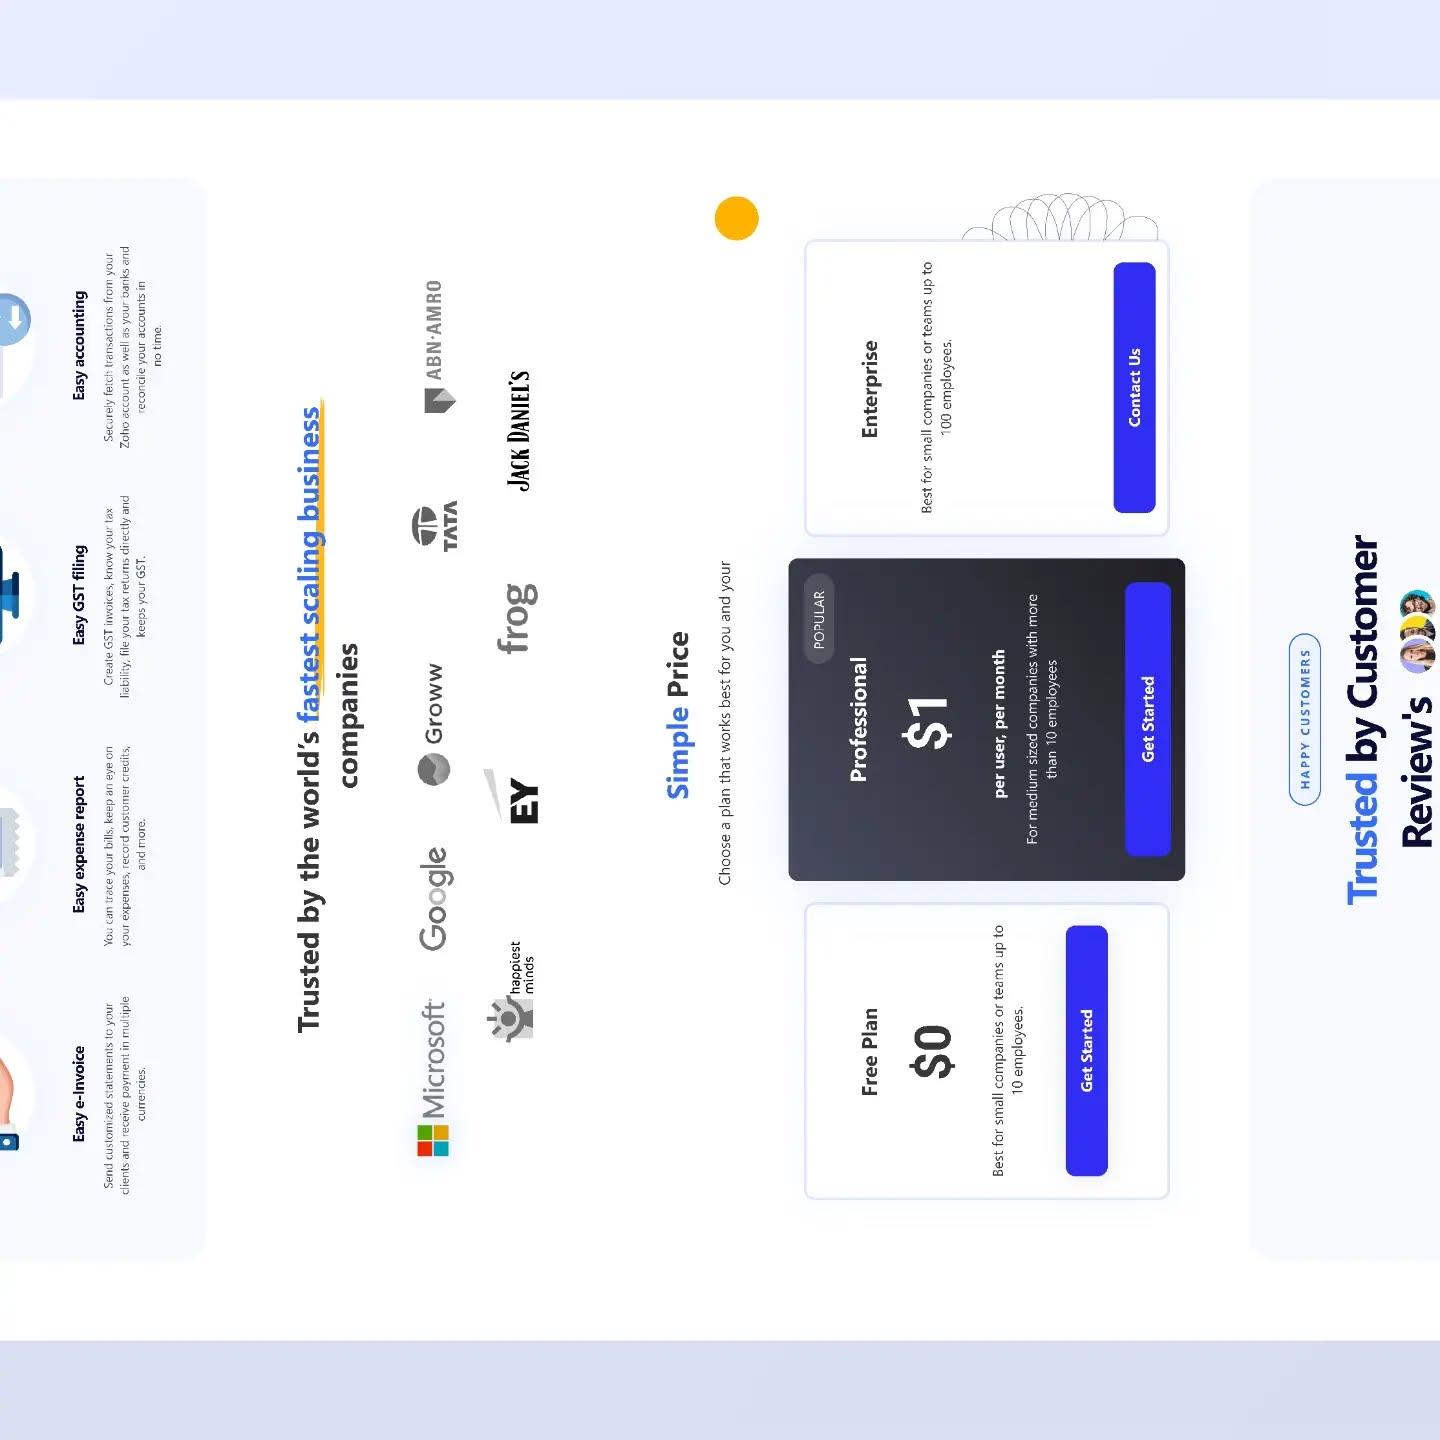 Easy e-Invoice
Send customized statements to your
clients and receive payment in multiple
currencies.
Easy expense report
You can trace your bills, keep an eye on
your expenses, record customer credits,
and more.
Easy GST filing
Create GST invoices, know your tax
liability, file your tax returns directly and
keeps your GST.
Easy accounting
Securely fetch transactions from your
Zoho account as well as your banks and
reconcile your accounts in
no time.
Trusted by the world's fastest scaling business
companies
Microsoft
Google
Groww
TATA
ABN·AMRO
happiest
minds
EY
frog
JACK DANIEL'S
Simple Price
Choose a plan that works best for you and your
Free Plan
$0
Best for small companies or teams up to
10 employees.
Get Started
POPULAR
Professional
$1
per user, per month
For medium sized companies with more
than 10 employees
Get Started
Enterprise
Best for small companies or teams up to
100 employees.
Contact Us
HAPPY CUSTOMERS
Trusted by Customer
Review's